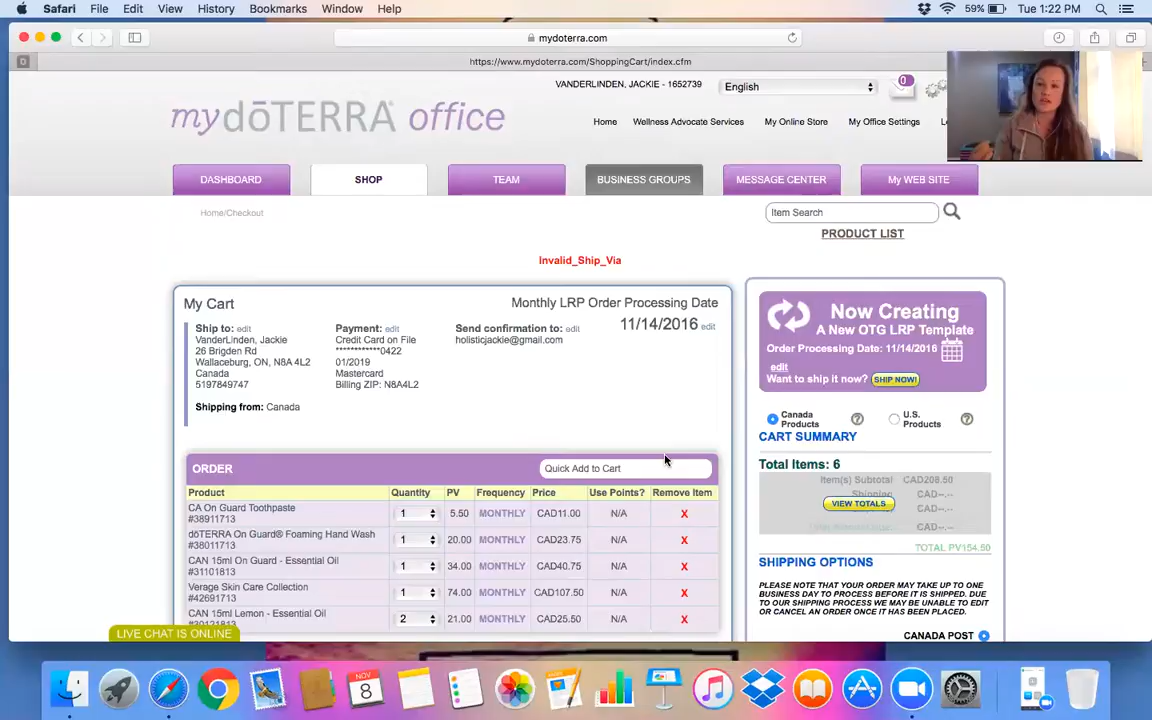 Safari File Edit View History Bookmarks Window Help 59% Tue 1:22 PM
mydoterra.com
https://www.mydoterra.com/ShoppingCart/index.cfm
VANDERLINDEN, JACKIE - 1652739 English 0
mydōTERRA office
Home Wellness Advocate Services My Online Store My Office Settings
DASHBOARD SHOP TEAM BUSINESS GROUPS MESSAGE CENTER My WEB SITE
Home/Checkout Item Search
PRODUCT LIST
Invalid_Ship_Via
My Cart Monthly LRP Order Processing Date
11/14/2016 edit
Ship to: edit
VanderLinden, Jackie
26 Brigden Rd
Wallaceburg, ON, N8A 4L2
Canada
5197849747
Shipping from: Canada
Payment: edit
Credit Card on File
***********0422
01/2019
Mastercard
Billing ZIP: N8A4L2
Send confirmation to: edit
holisticjackie@gmail.com
ORDER Quick Add to Cart
Product Quantity PV Frequency Price Use Points? Remove Item
CA On Guard Toothpaste
#38911713 1 5.50 MONTHLY CAD11.00 N/A X
dōTERRA On Guard® Foaming Hand Wash
#38011713 1 20.00 MONTHLY CAD23.75 N/A X
CAN 15ml On Guard - Essential Oil
#31101813 1 34.00 MONTHLY CAD40.75 N/A X
Verage Skin Care Collection
#42691713 1 74.00 MONTHLY CAD107.50 N/A X
CAN 15ml Lemon - Essential Oil
2 21.00 MONTHLY CAD25.50 N/A X
LIVE CHAT IS ONLINE
Now Creating
A New OTG LRP Template
Order Processing Date: 11/14/2016
edit
Want to ship it now? SHIP NOW!
Canada Products ? U.S. Products ?
CART SUMMARY
Total Items: 6
Item(s) Subtotal CAD208.50
Shipping CAD--.--
VIEW TOTALS
CAD--.--
TOTAL PV154.50
SHIPPING OPTIONS
PLEASE NOTE THAT YOUR ORDER MAY TAKE UP TO ONE
BUSINESS DAY TO PROCESS BEFORE IT IS SHIPPED. DUE
TO OUR SHIPPING PROCESS WE MAY BE UNABLE TO EDIT
OR CANCEL AN ORDER ONCE IT HAS BEEN PLACED.
CANADA POST
NOV
8